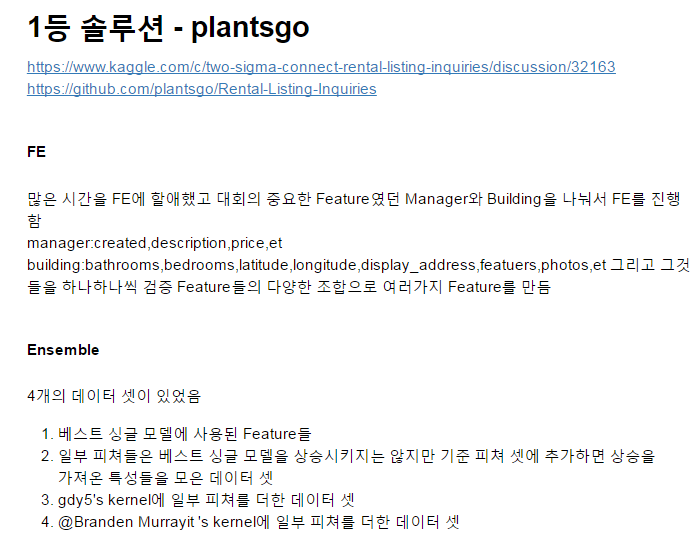 1등 솔루션 - plantsgo
https://www.kaggle.com/c/two-sigma-connect-rental-listing-inquiries/discussion/32163
https://github.com/plantsgo/Rental-Listing-Inquiries
FE
많은 시간을 FE에 할애했고 대회의 중요한 Feature였던 Manager와 Building을 나눠서 FE를 진행
함
manager:created,description,price,et
building:bathrooms,bedrooms,latitude,longitude,display_address,featuers,photos,et 그리고 그것
들을 하나하나씩 검증 Feature들의 다양한 조합으로 여러가지 Feature를 만듬
Ensemble
4개의 데이터 셋이 있었음
1. 베스트 싱글 모델에 사용된 Feature들
2. 일부 피쳐들은 베스트 싱글 모델을 상승시키지는 않지만 기준 피쳐 셋에 추가하면 상승을
가져온 특성들을 모은 데이터 셋
3. gdy5's kernel에 일부 피쳐를 더한 데이터 셋
4. @Branden Murrayit 's kernel에 일부 피쳐를 더한 데이터 셋